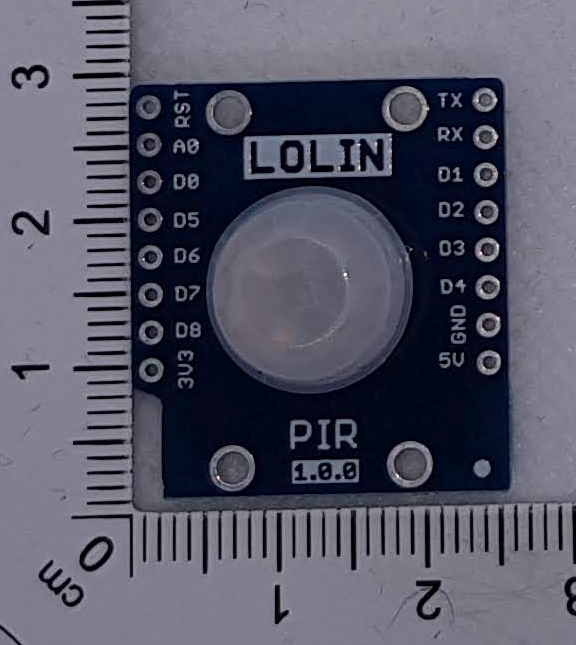 3
2
1
0
cm
1
2
3
RST
A0
D0
D5
D6
D7
D8
3V3
LOLIN
TX
RX
D1
D2
D3
D4
GND
5V
PIR
1.0.0